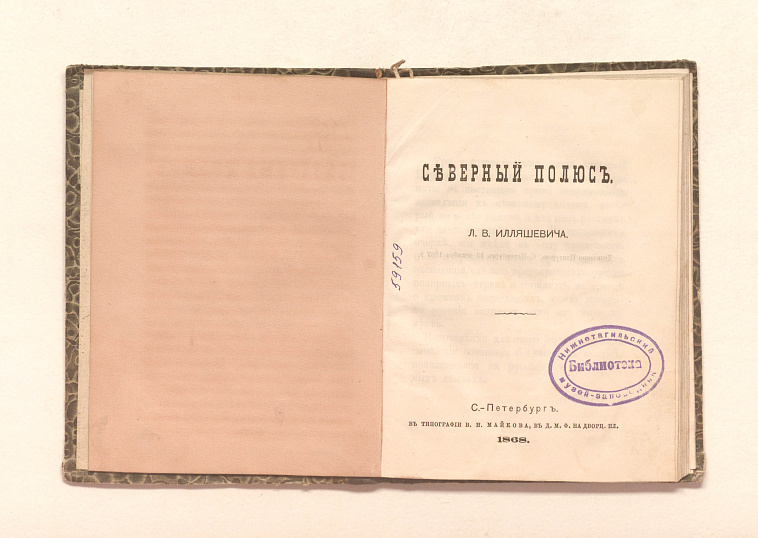 СѢВЕРНЫЙ ПОЛЮСЪ.
Л. В. ИЛЛЯШЕВИЧА.
59159
Нижнетагильский
Библиотека
музей-заповедник
С.-Петербургъ.
ВЪ ТИПОГРАФІИ В. Н. МАЙКОВА, ВЪ Д. М. Ф. НА ДВОРЦ. ПЛ.
1868.